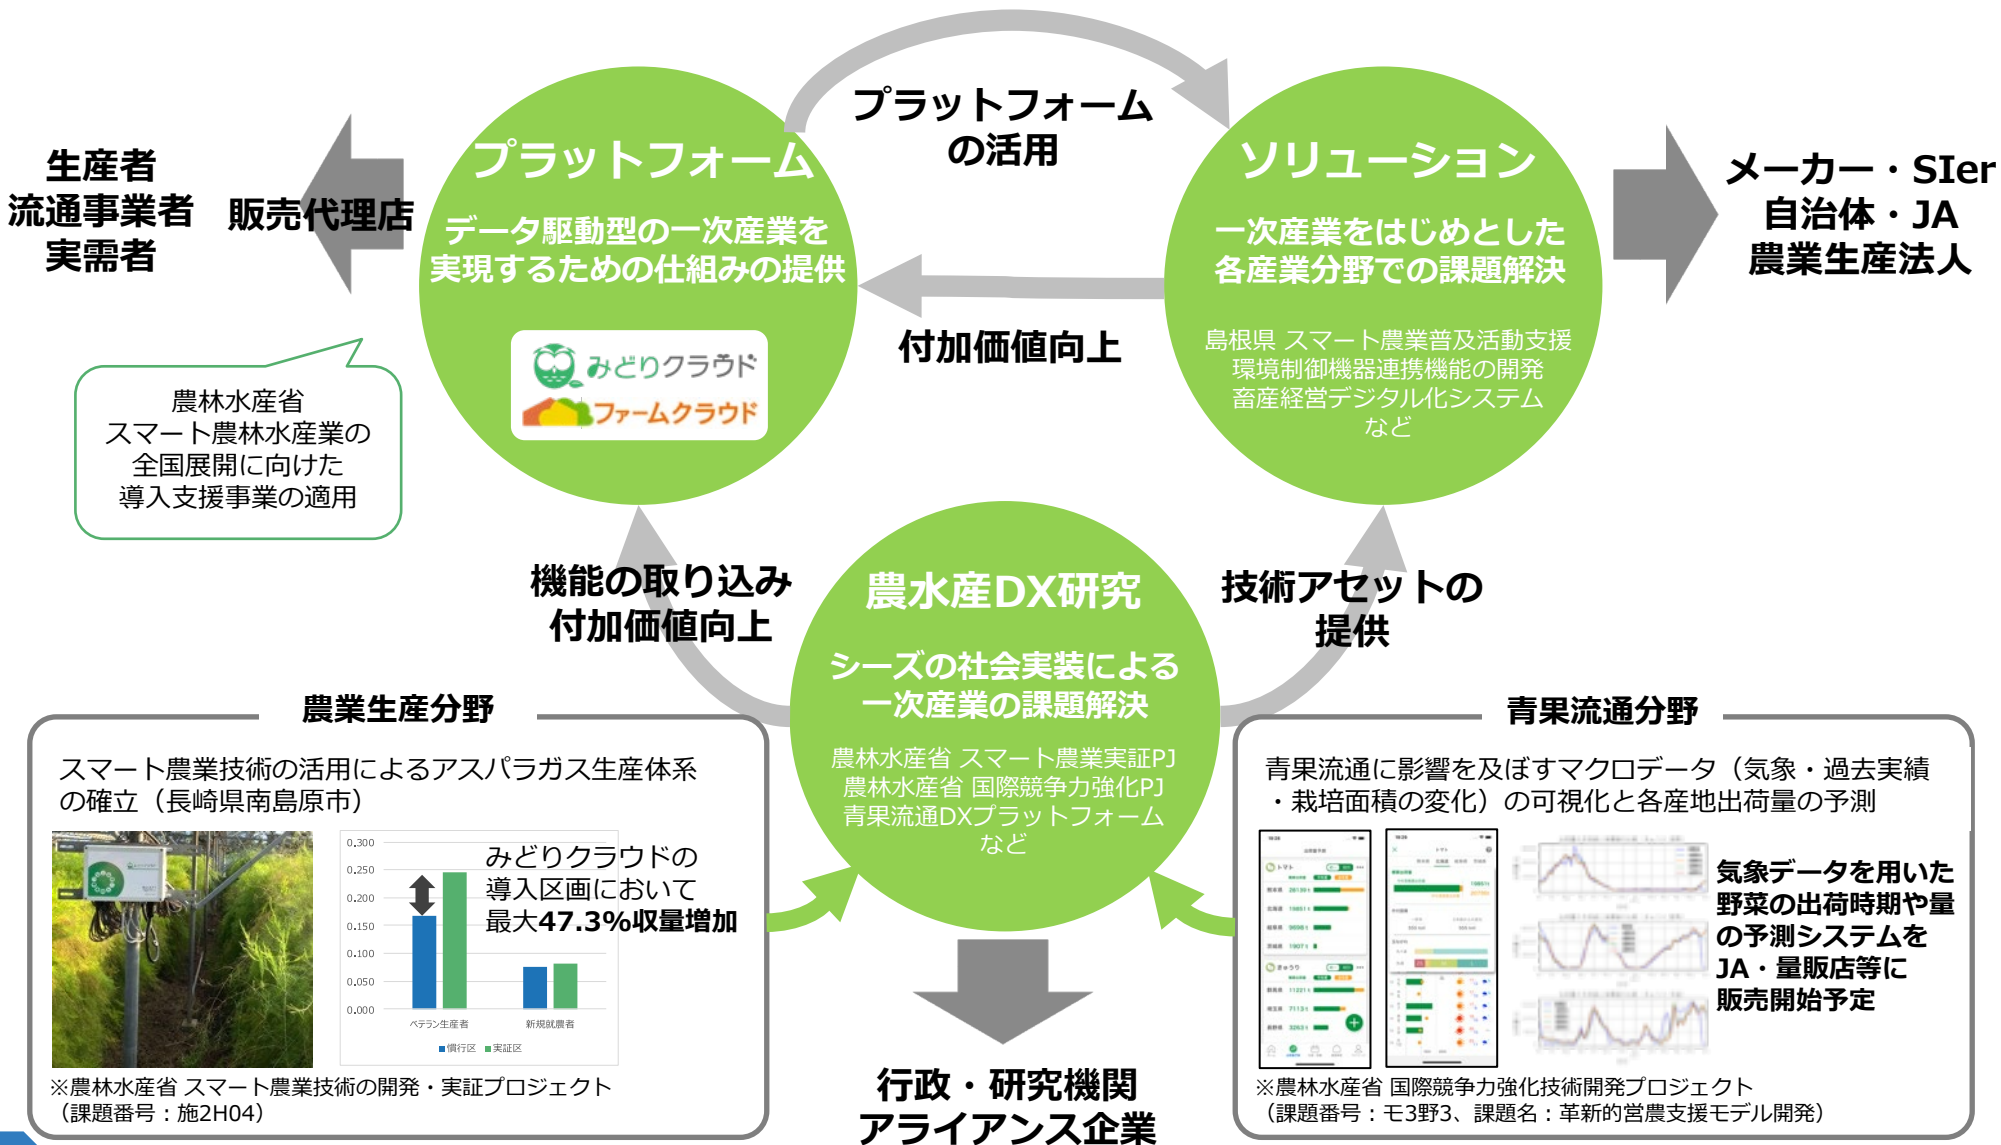 プラットフォーム
の活用
生産者
流通事業者
実需者
販売代理店
プラットフォーム
データ駆動型の一次産業を
実現するための仕組みの提供
みどりクラウド
ファームクラウド
ソリューション
一次産業をはじめとした
各産業分野での課題解決
島根県 スマート農業普及活動支援
環境制御機器連携機能の開発
畜産経営デジタル化システム
など
メーカー・SIer
自治体・JA
農業生産法人
付加価値向上
農林水産省
スマート農林水産業の
全国展開に向けた
導入支援事業の適用
機能の取り込み
付加価値向上
農水産DX研究
シーズの社会実装による
一次産業の課題解決
農林水産省 スマート農業実証PJ
農林水産省 国際競争力強化PJ
青果流通DXプラットフォーム
など
技術アセットの
提供
農業生産分野
スマート農業技術の活用によるアスパラガス生産体系
の確立（長崎県南島原市）
0.300
0.250
0.200
0.150
0.100
0.050
0.000
みどりクラウドの
導入区画において
最大47.3%収量増加
ベテラン生産者
新規就農者
慣行区 実証区
※農林水産省 スマート農業技術の開発・実証プロジェクト
（課題番号：施2H04）
行政・研究機関
アライアンス企業
青果流通分野
青果流通に影響を及ぼすマクロデータ（気象・過去実績
・栽培面積の変化）の可視化と各産地出荷量の予測
トマト
きゅうり
トマト
気象データを用いた
野菜の出荷時期や量
の予測システムを
JA・量販店等に
販売開始予定
※農林水産省 国際競争力強化技術開発プロジェクト
（課題番号：モ3野3、課題名：革新的営農支援モデル開発）